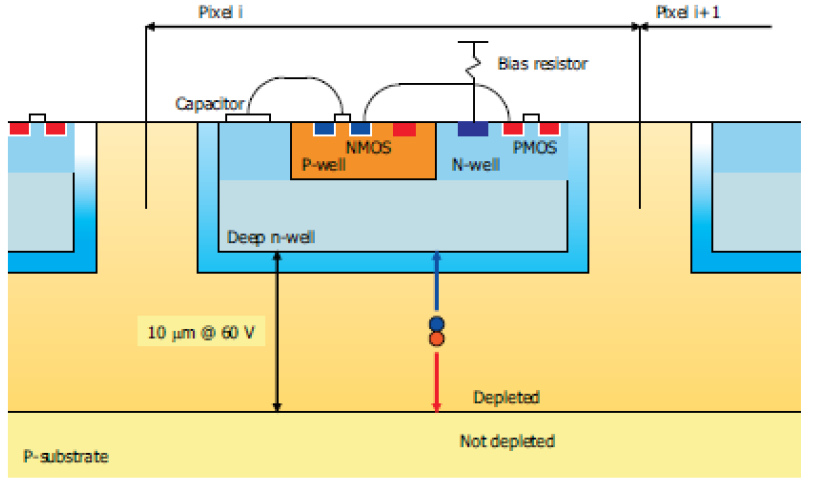 Pixel i
Pixel i+1
Bias resistor
Capacitor
NMOS
PMOS
P-well
N-well
Deep n-well
10 μm @ 60 V
Depleted
Not depleted
P-substrate